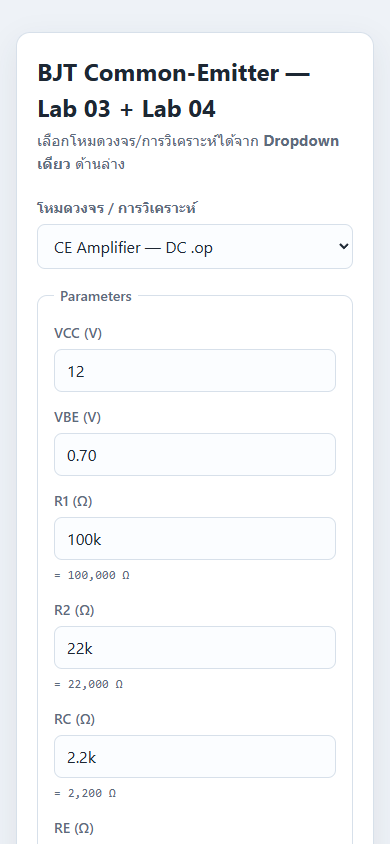 BJT Common-Emitter —
Lab 03 + Lab 04
เลือกโหมดวงจร/การวิเคราะห์ได้จาก Dropdown
เดียว ด้านล่าง
โหมดวงจร / การวิเคราะห์
CE Amplifier — DC .op
Parameters
VCC (V)
12
VBE (V)
0.70
R1 (Ω)
100k
= 100,000 Ω
R2 (Ω)
22k
= 22,000 Ω
RC (Ω)
2.2k
= 2,200 Ω
RE (Ω)